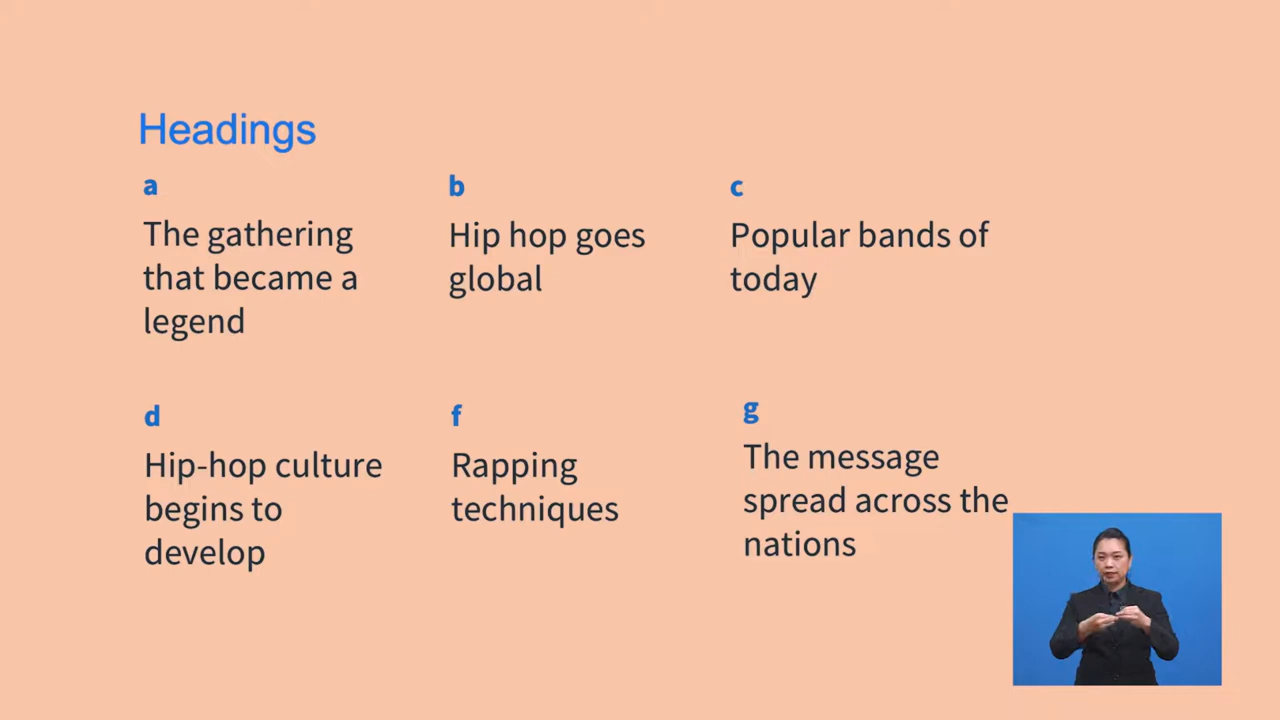 Headings
a
The gathering
that became a
legend
b
Hip hop goes
global
c
Popular bands of
today
d
Hip-hop culture
begins to
develop
f
Rapping
techniques
g
The message
spread across the
nations